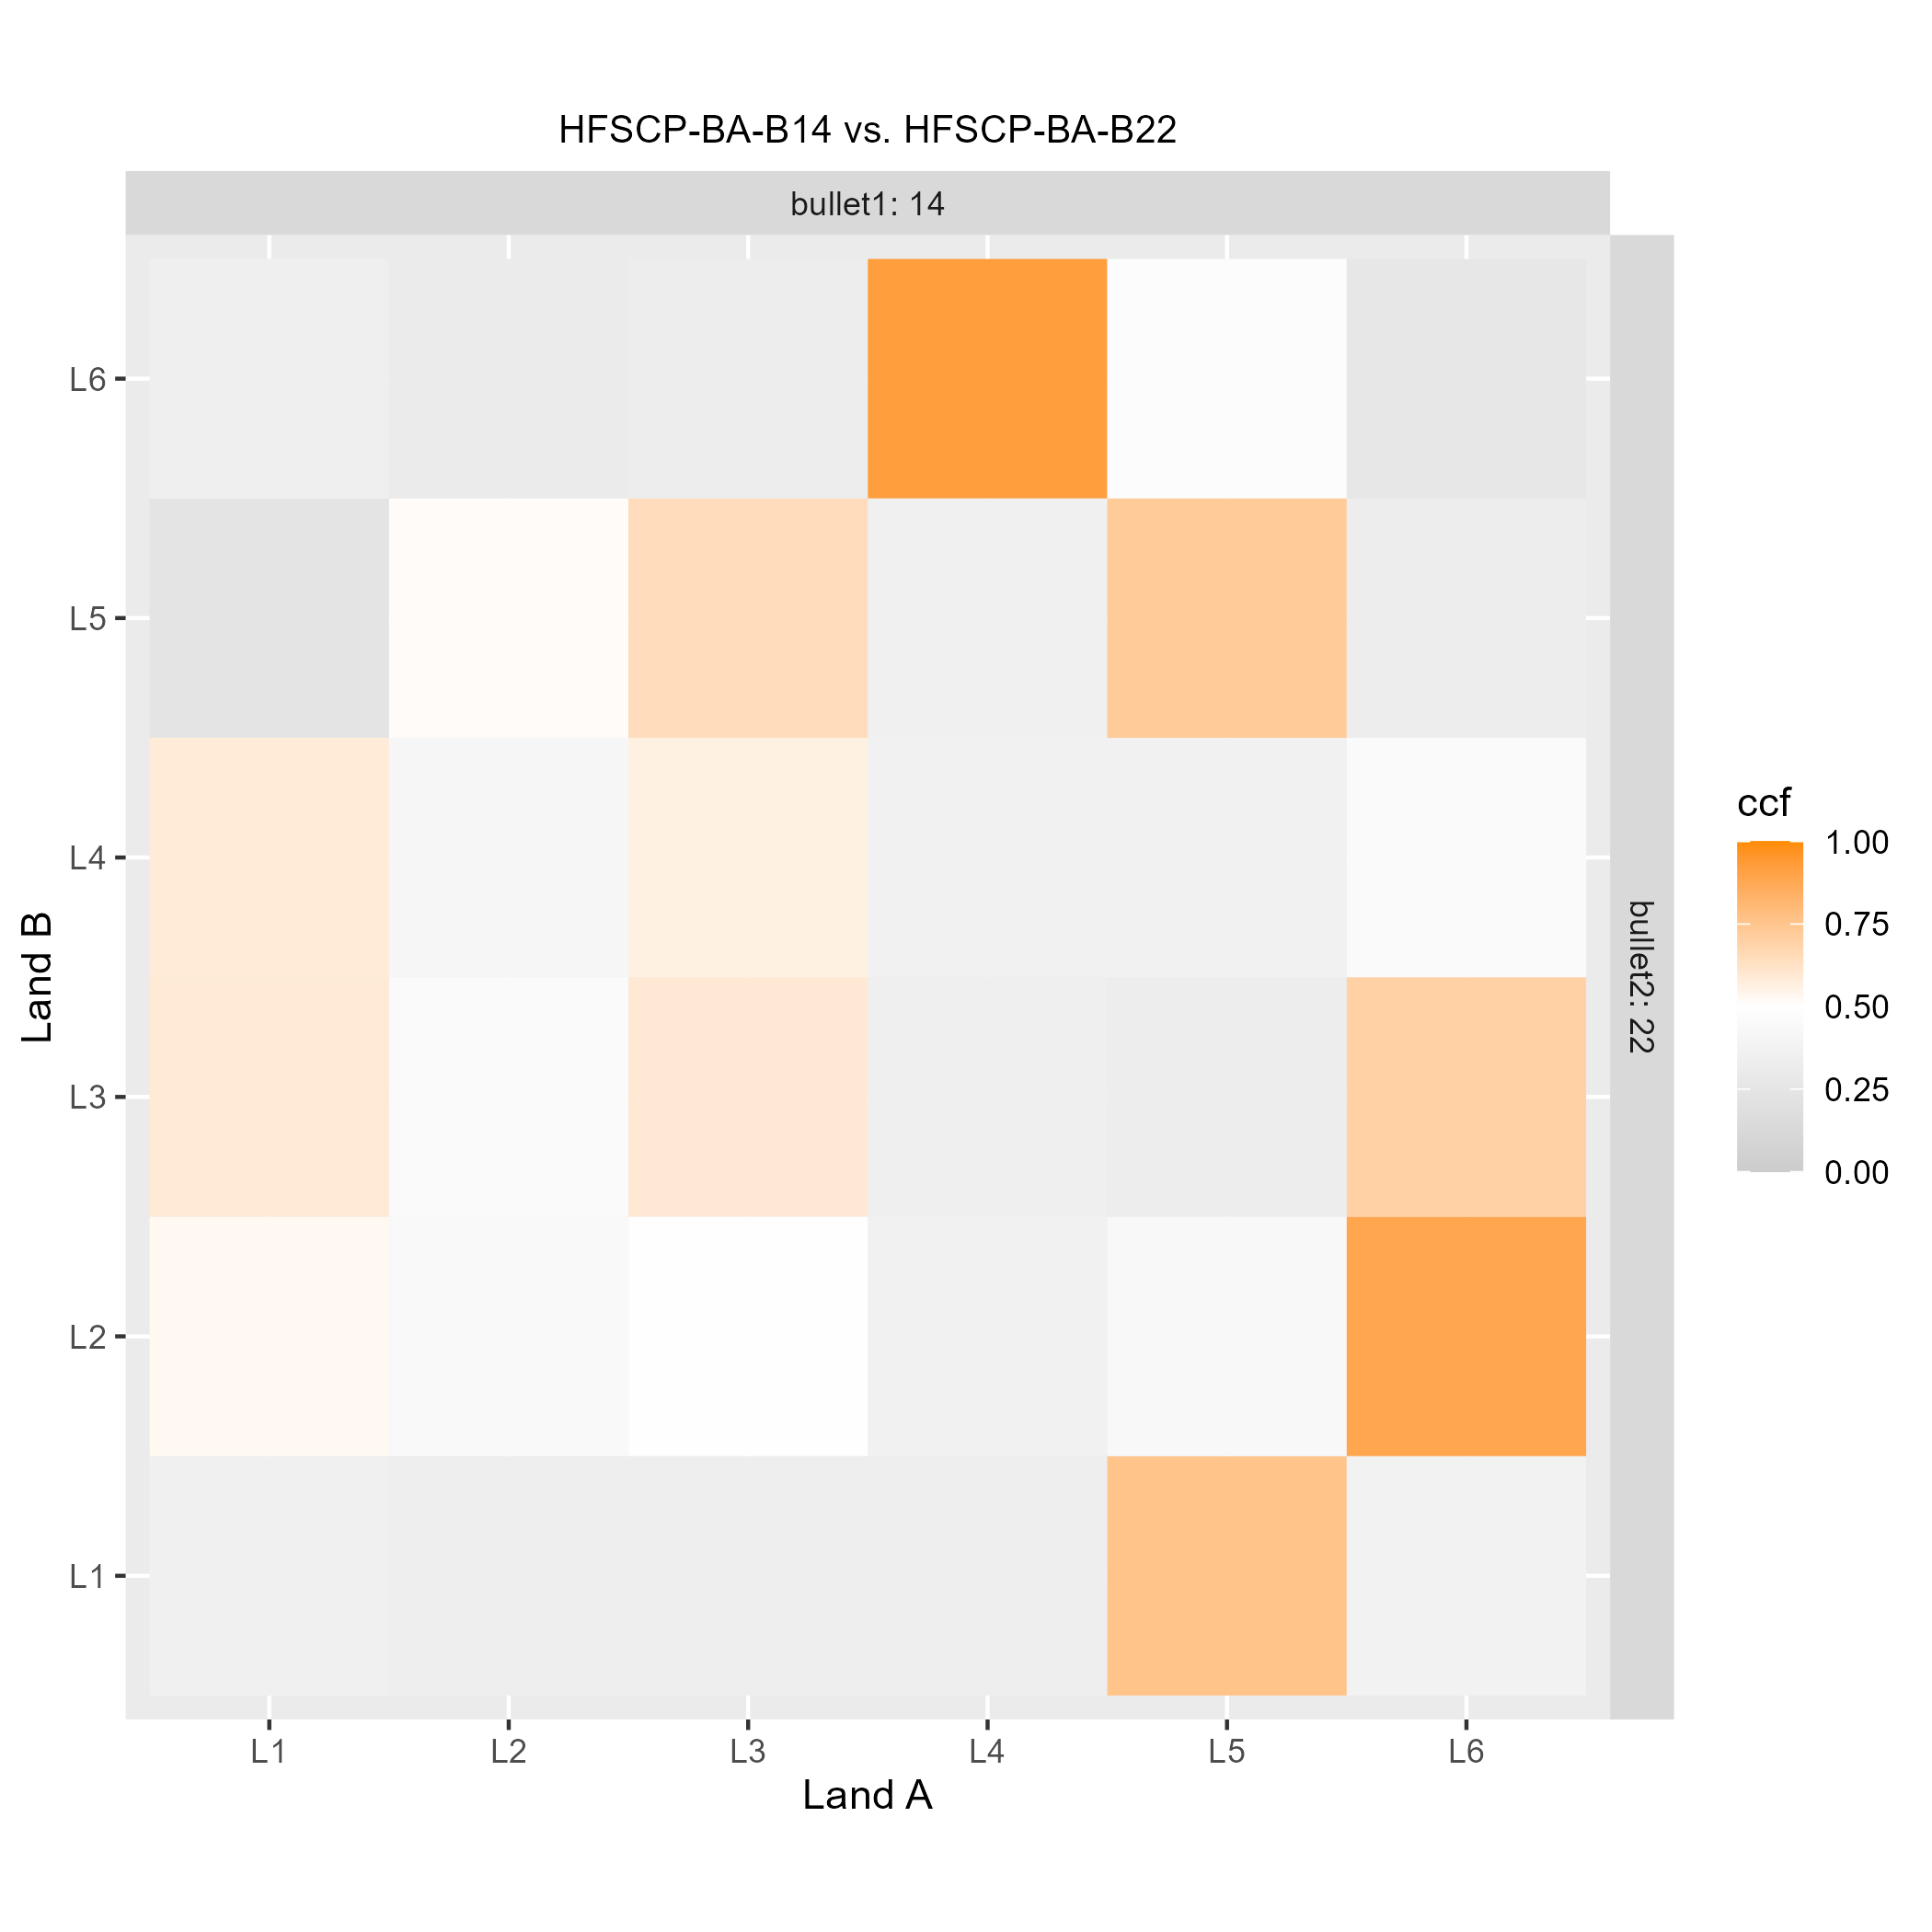 HFSCP-BA-B14 vs. HFSCP-BA-B22
bullet1: 14
L6
L5
L4
L3
L2
L1
Land B
bullet2: 22
ccf
1.00
0.75
0.50
0.25
0.00
L1 L2 L3 L4 L5 L6
Land A